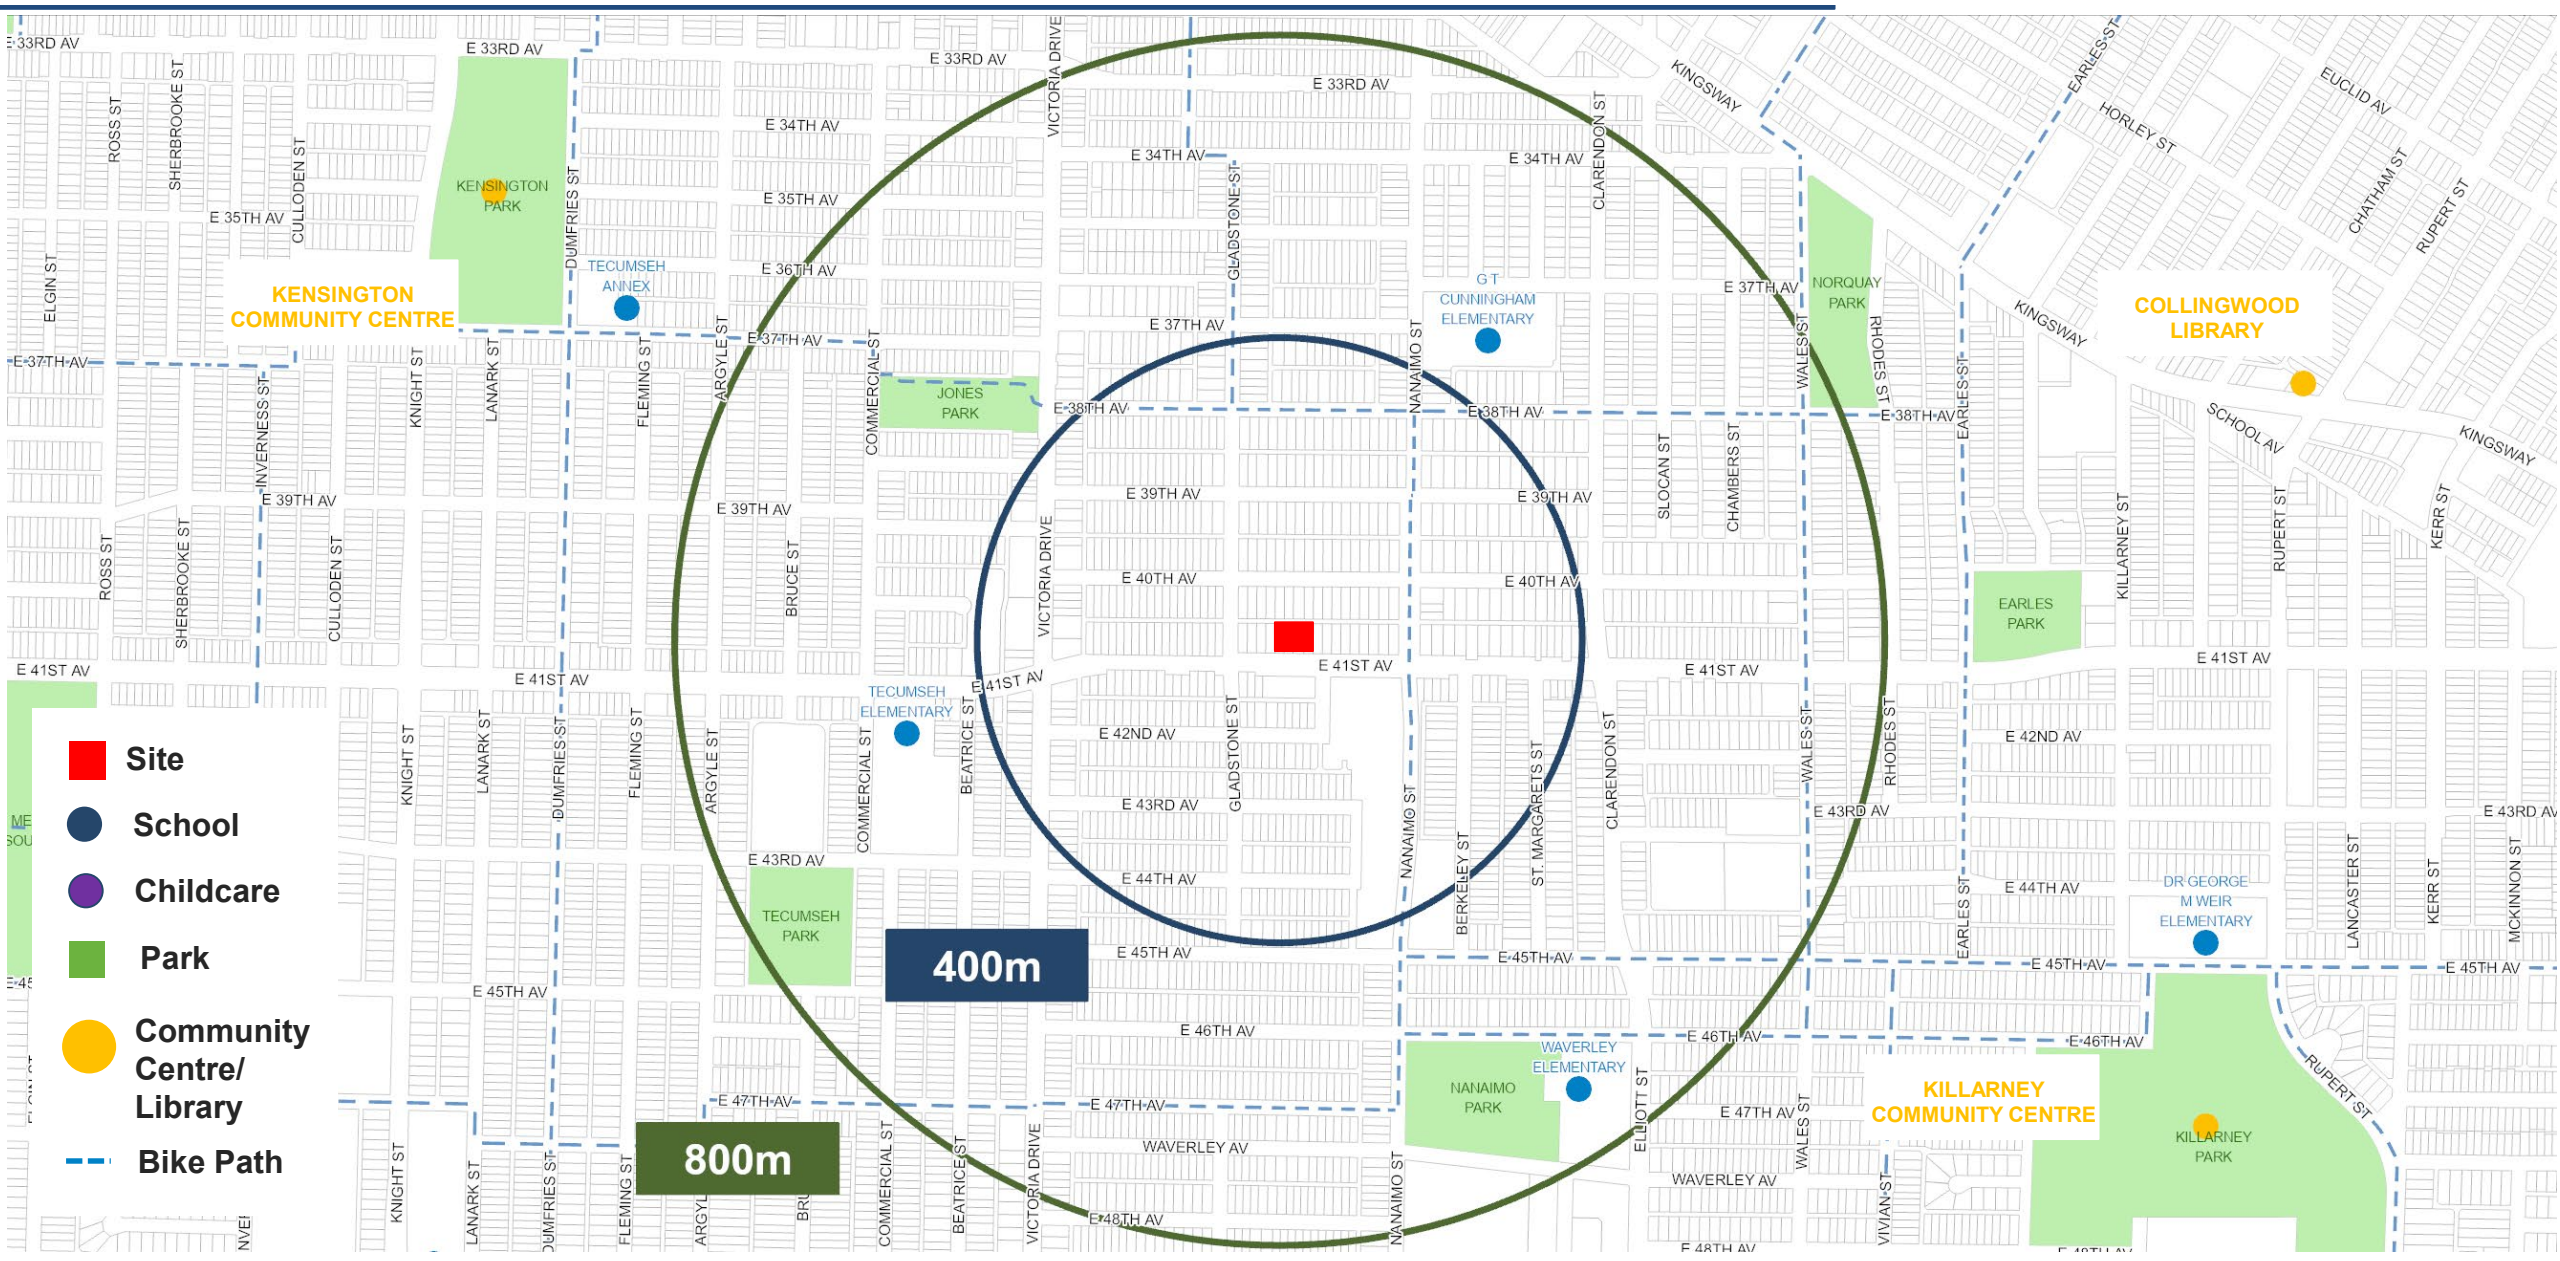 E 33RD AV
E 33RD AV
E 33RD AV
E 33RD AV
VICTORIA DRIVE
KINGSWAY
EARLES ST
EUCLID AV
HORLEY ST
ROSS ST
SHERBROOKE ST
CULLODEN ST
E 34TH AV
E 34TH AV
E 34TH AV
CLARENDON ST
CHATHAM ST
RUPERT ST
KENSINGTON
PARK
DUMFRIES ST
E 35TH AV
E 35TH AV
GLADSTONE ST
ELGIN ST
KENSINGTON
COMMUNITY CENTRE
TECUMSEH
ANNEX
E 36TH AV
G T
CUNNINGHAM
ELEMENTARY
E 37TH AV
NORQUAY
PARK
KINGSWAY
COLLINGWOOD
LIBRARY
E 37TH AV
E 37TH AV
E 37TH AV
KNIGHT ST
LANARK ST
FLEMING ST
ARGYLE ST
COMMERCIAL ST
NANAIMO ST
WALES ST
RHODES ST
EARLES ST
INVERNESS ST
JONES
PARK
E 38TH AV
E 38TH AV
E 38TH AV
SCHOOL AV
KINGSWAY
E 39TH AV
E 39TH AV
E 39TH AV
E 39TH AV
SLOCAN ST
CHAMBERS ST
KILLARNEY ST
RUPERT ST
KERR ST
ROSS ST
SHERBROOKE ST
CULLODEN ST
BRUCE ST
VICTORIA DRIVE
E 40TH AV
E 40TH AV
EARLES
PARK
E 41ST AV
E 41ST AV
E 41ST AV
E 41ST AV
E 41ST AV
E 41ST AV
TECUMSEH
ELEMENTARY
KNIGHT ST
LANARK ST
DUMFRIES ST
FLEMING ST
ARGYLE ST
COMMERCIAL ST
BEATRICE ST
GLADSTONE ST
NANAIMO ST
BERKELEY ST
ST. MARGARETS ST
CLARENDON ST
WALES ST
RHODES ST
E 42ND AV
E 42ND AV
Site
School
Childcare
Park
Community
Centre/
Library
Bike Path
ME
SOU
E 43RD AV
E 43RD AV
E 43RD AV
E 43RD AV
E 44TH AV
E 44TH AV
DR GEORGE
M WEIR
ELEMENTARY
EARLES ST
LANCASTER ST
KERR ST
MCKINNON ST
TECUMSEH
PARK
400m
E 45
E 45TH AV
E 45TH AV
E 45TH AV
E 45TH AV
E 45TH AV
E 46TH AV
E 46TH AV
E 46TH AV
WAVERLEY
ELEMENTARY
NANAIMO
PARK
KILLARNEY
COMMUNITY CENTRE
KILLARNEY
PARK
RUPERT ST
E 47TH AV
E 47TH AV
E 47TH AV
800m
WAVERLEY AV
WAVERLEY AV
KNIGHT ST
LANARK ST
DUMFRIES ST
FLEMING ST
ARGYL
BRU
COMMERCIAL ST
BEATRICE ST
VICTORIA DRIVE
NANAIMO ST
ELLIOTT ST
WALES ST
VIVIAN ST
E 48TH AV
E 48TH AV